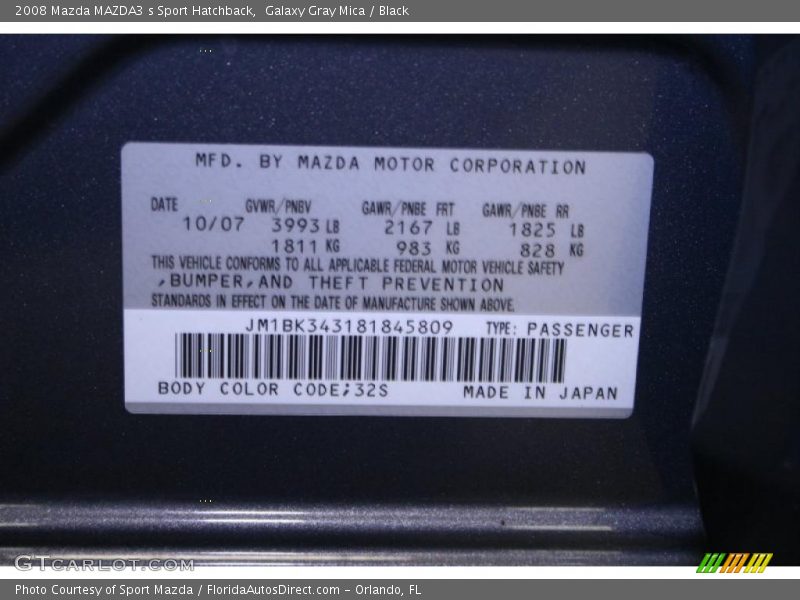 2008 Mazda MAZDA3 s Sport Hatchback, Galaxy Gray Mica / Black
MFD. BY MAZDA MOTOR CORPORATION
DATE GVWR/PNBV GAWR/PNBE FRT GAWR/PNBE RR
10/07 3993 LB 2167 LB 1825 LB
1811 KG 983 KG 828 KG
THIS VEHICLE CONFORMS TO ALL APPLICABLE FEDERAL MOTOR VEHICLE SAFETY
,BUMPER,AND THEFT PREVENTION
STANDARDS IN EFFECT ON THE DATE OF MANUFACTURE SHOWN ABOVE.
JM1BK343181845809 TYPE: PASSENGER
BODY COLOR CODE;32S MADE IN JAPAN
GTCarLot.com
Photo Courtesy of Sport Mazda / FloridaAutosDirect.com - Orlando, FL